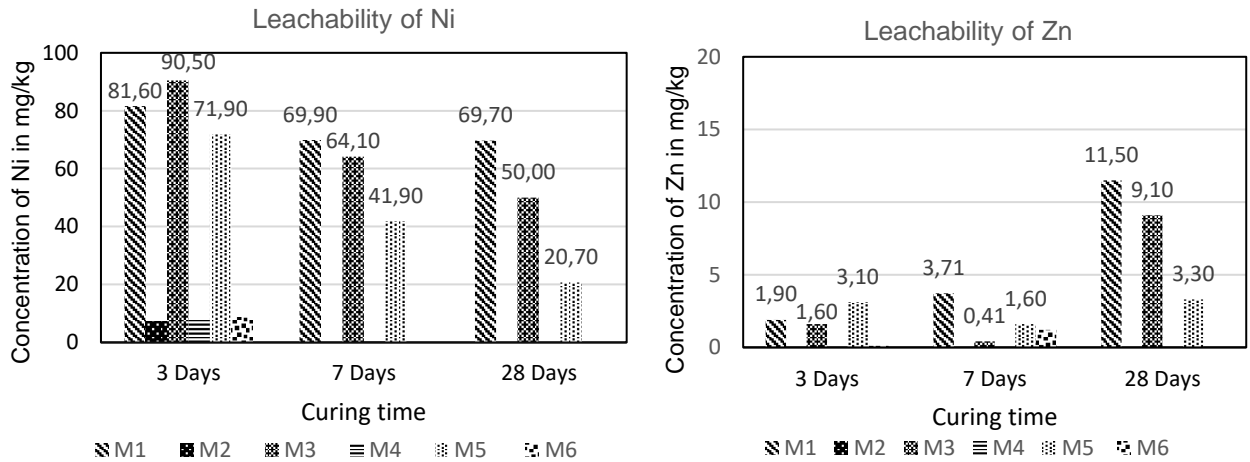 Leachability of Ni
Concentration of Ni in mg/kg
100
80
60
40
20
0
81,60
90,50
71,90
69,90
64,10
41,90
69,70
50,00
20,70
3 Days
7 Days
28 Days
Curing time
M1
M2
M3
M4
M5
M6
Leachability of Zn
Concentration of Zn in mg/kg
20
15
10
5
0
1,90
1,60
3,10
3,71
0,41
1,60
11,50
9,10
3,30
3 Days
7 Days
28 Days
Curing time
M1
M2
M3
M4
M5
M6